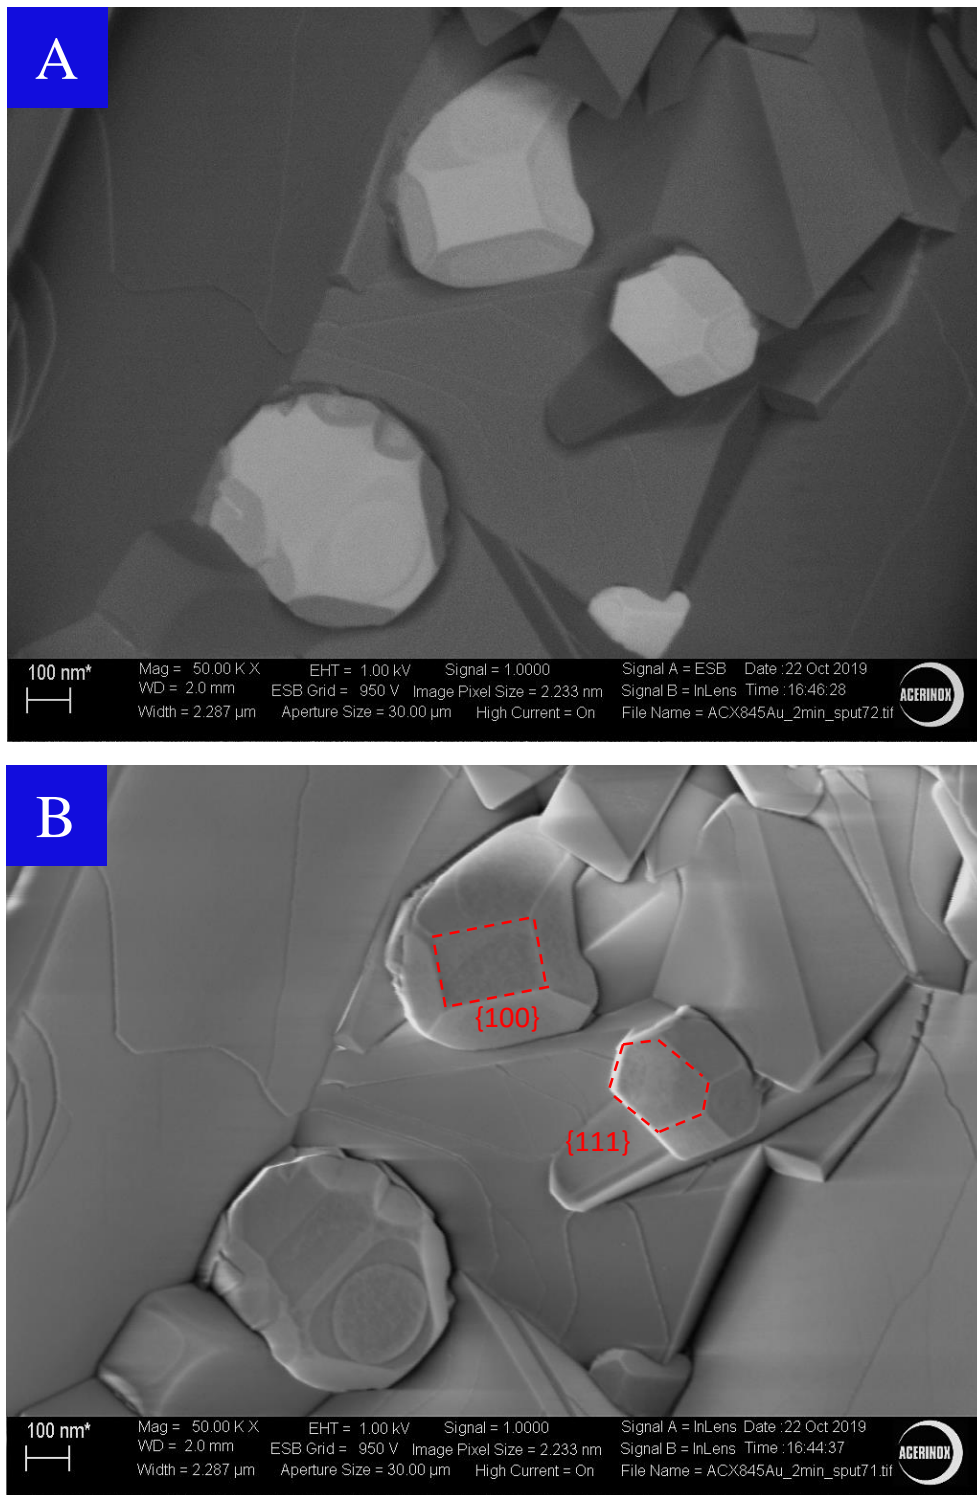 A
100 nm*
Mag = 50.00 K X EHT = 1.00 kV Signal = 1.0000 Signal A = ESB Date :22 Oct 2019
WD = 2.0 mm ESB Grid = 950 V Image Pixel Size = 2.233 nm Signal B = InLens Time :16:46:28
Width = 2.287 µm Aperture Size = 30.00 µm High Current = On File Name = ACX845Au_2min_sput72.tif
ACERINOX
B
{100}
{111}
100 nm*
Mag = 50.00 K X EHT = 1.00 kV Signal = 1.0000 Signal A = InLens Date :22 Oct 2019
WD = 2.0 mm ESB Grid = 950 V Image Pixel Size = 2.233 nm Signal B = InLens Time :16:44:37
Width = 2.287 µm Aperture Size = 30.00 µm High Current = On File Name = ACX845Au_2min_sput71.tif
ACERINOX